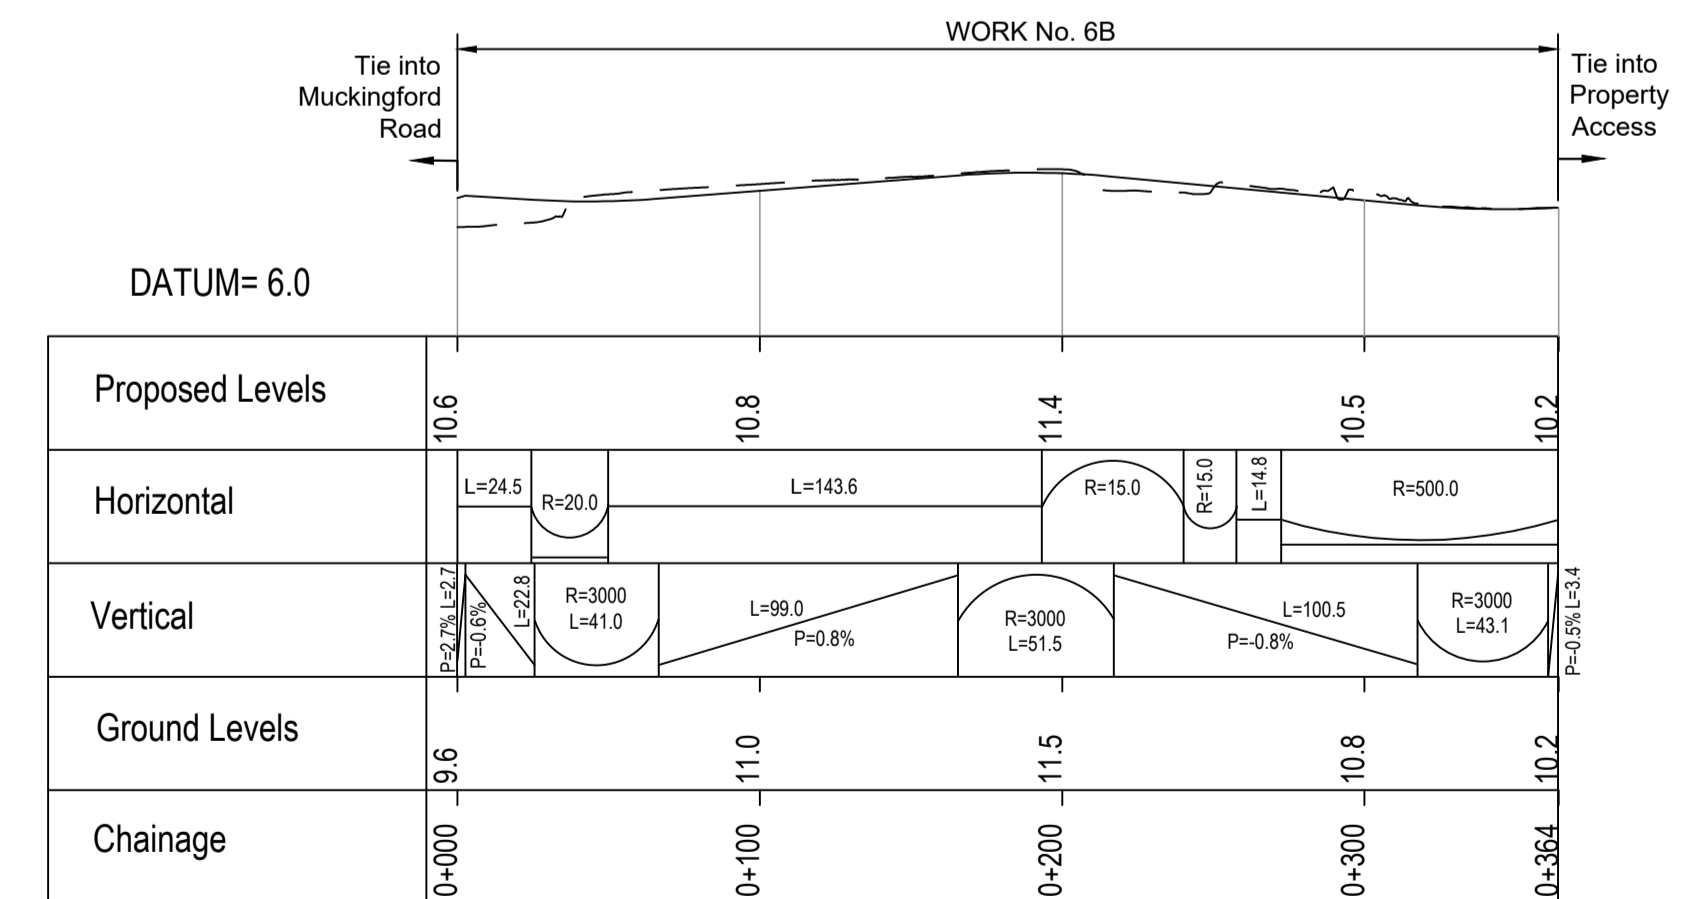 WORK No. 6B
Tie into
Muckingford
Road
Tie into
Property
Access
DATUM= 6.0
Proposed Levels
10.6
10.8
11.4
10.5
10.2
Horizontal
L=24.5
R=20.0
L=143.6
R=15.0
R=15.0
L=14.8
R=500.0
Vertical
P=2.7% L=2.7
P=-0.6%
L=22.8
R=3000
L=41.0
L=99.0
P=0.8%
R=3000
L=51.5
L=100.5
P=-0.8%
R=3000
L=43.1
P=-0.5% L=3.4
Ground Levels
9.6
11.0
11.5
10.8
10.2
Chainage
0+000
0+100
0+200
0+300
0+364